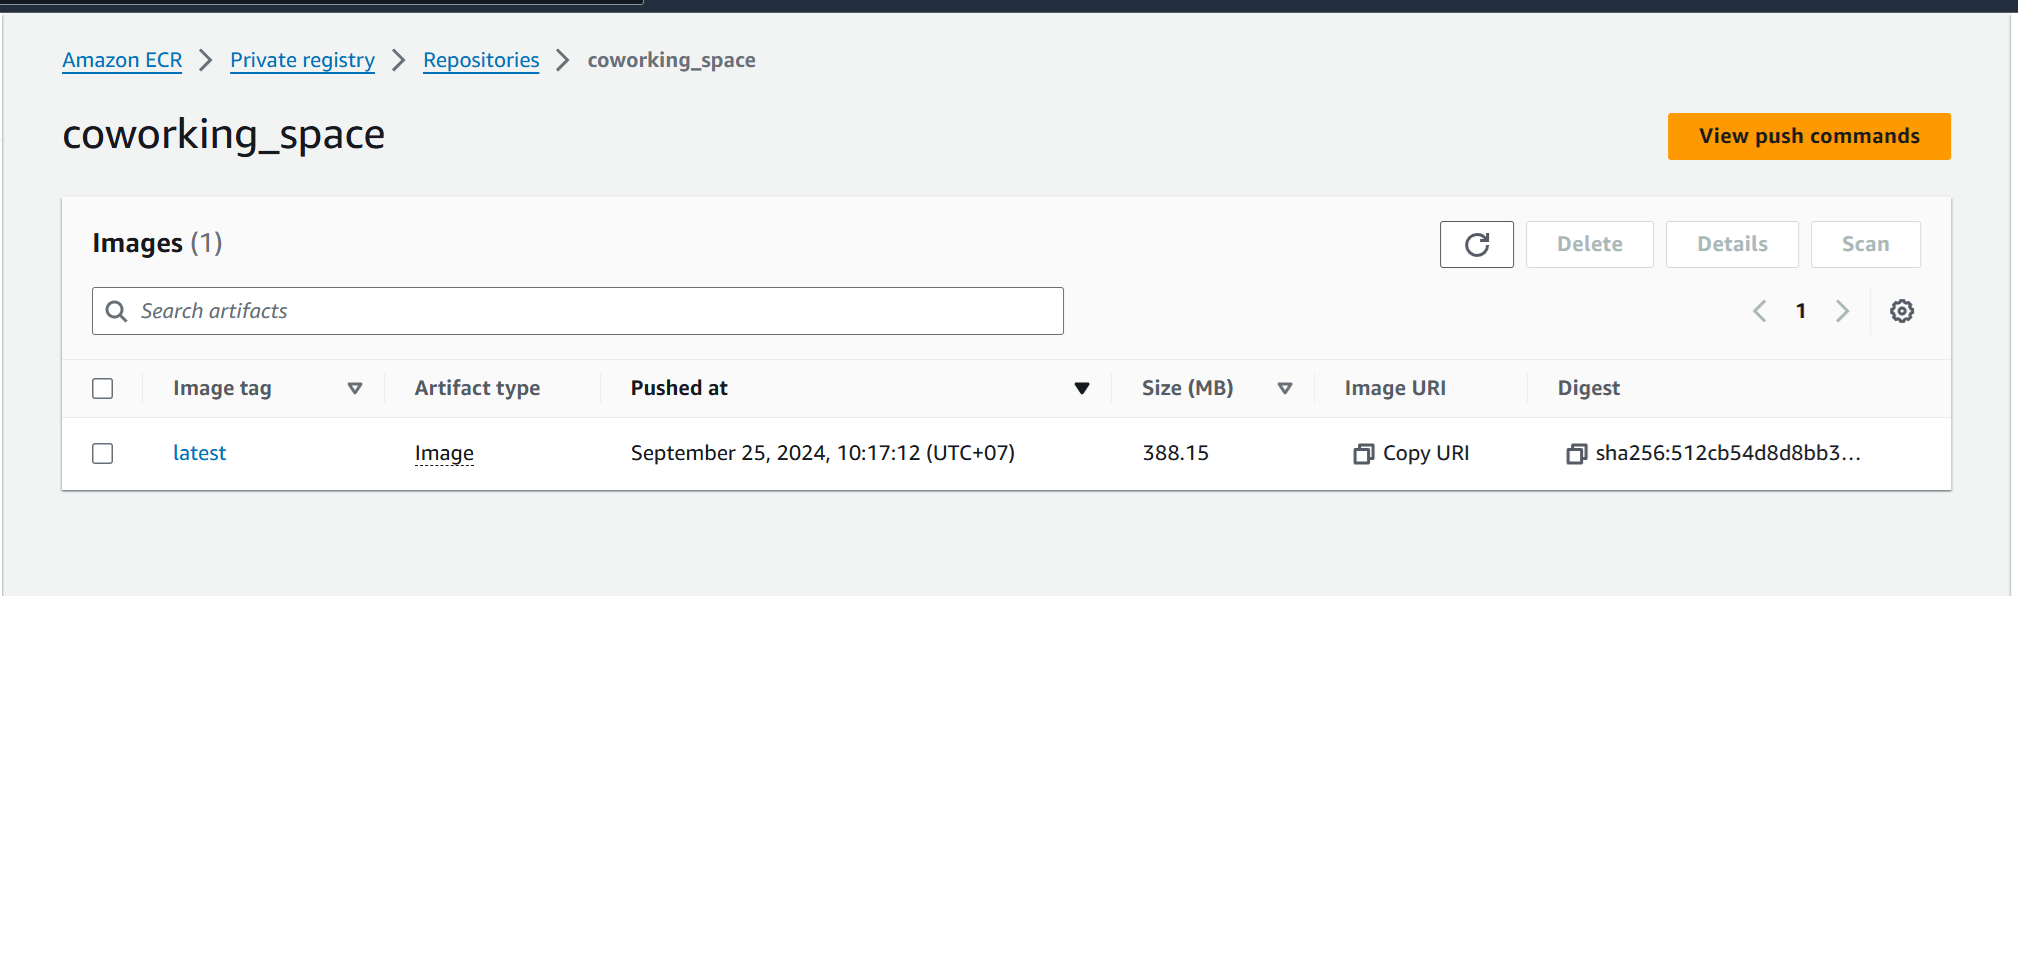 Amazon ECR Private registry Repositories coworking_space
coworking_space
View push commands
Images (1)
Delete Details Scan
Search artifacts
1
Image tag Artifact type Pushed at Size (MB) Image URI Digest
latest Image September 25, 2024, 10:17:12 (UTC+07) 388.15 Copy URI sha256:512cb54d8d8bb3...